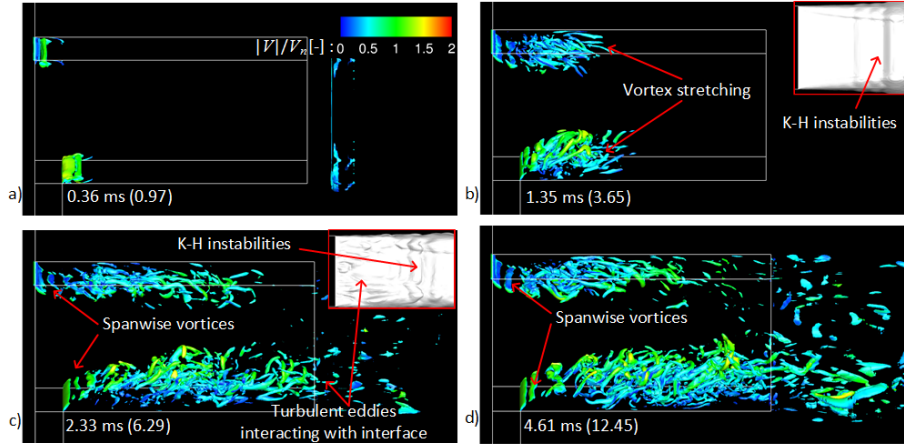 |V|/Vn[-] : 0 0.5 1 1.5 2
a)
0.36 ms (0.97)
Vortex stretching
K-H instabilities
b)
1.35 ms (3.65)
K-H instabilities
Spanwise vortices
Turbulent eddies
interacting with interface
c)
2.33 ms (6.29)
Spanwise vortices
d)
4.61 ms (12.45)